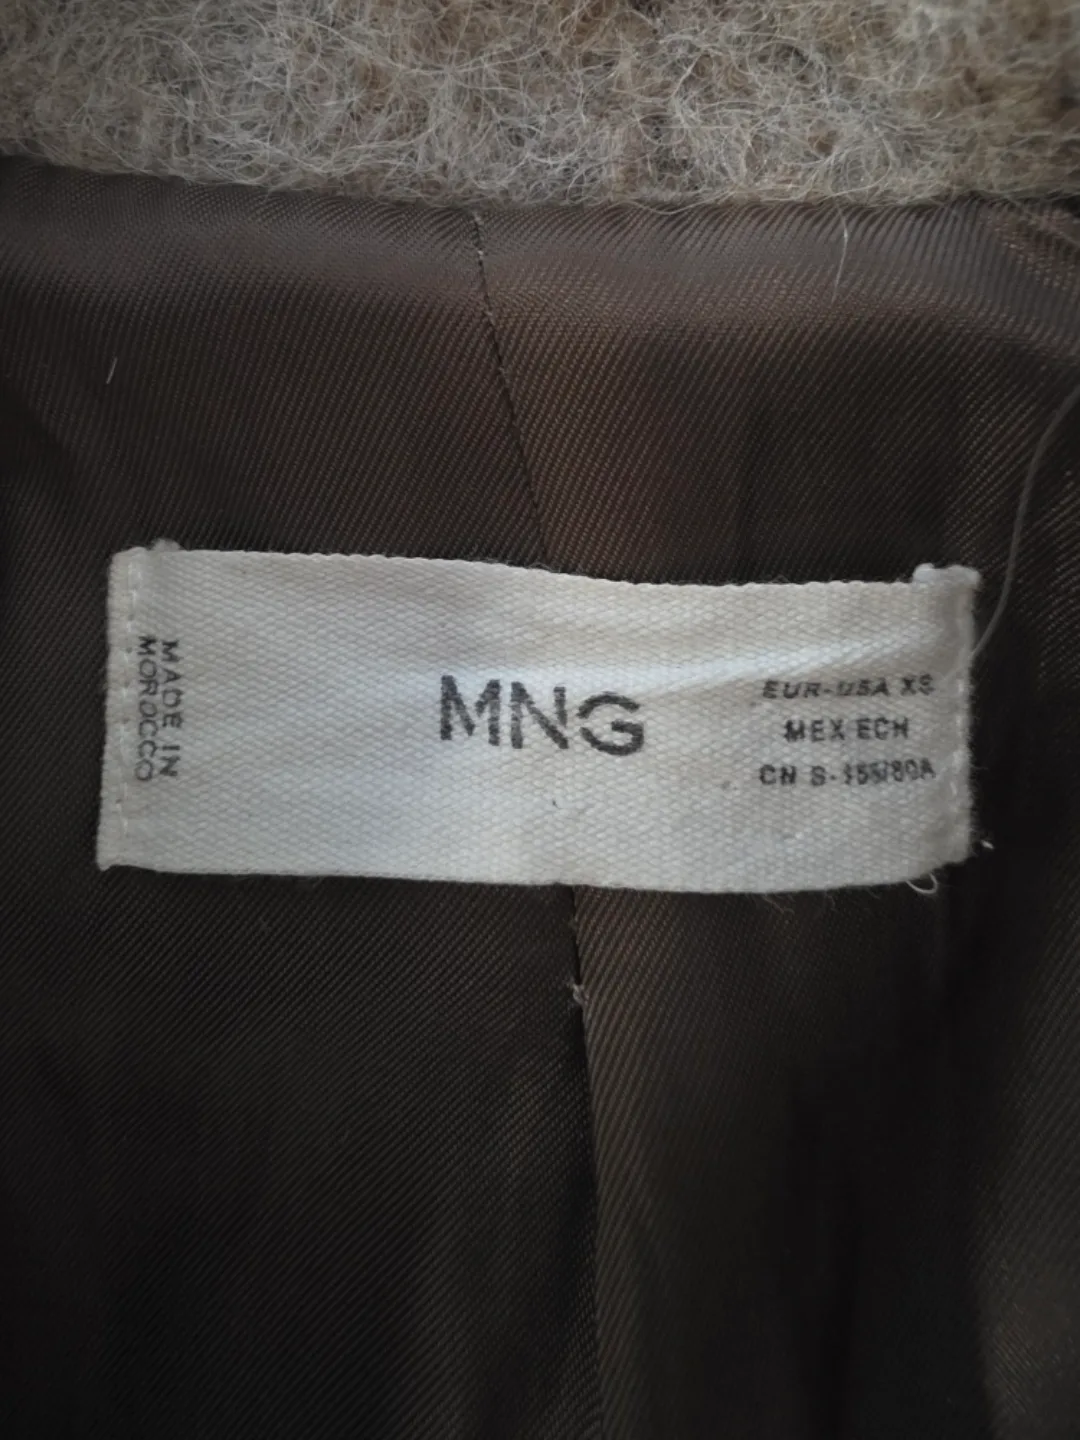 MADE IN
MOROCCO
MNG
EUR-USA XS
MEX ECH
CN S-155/80A